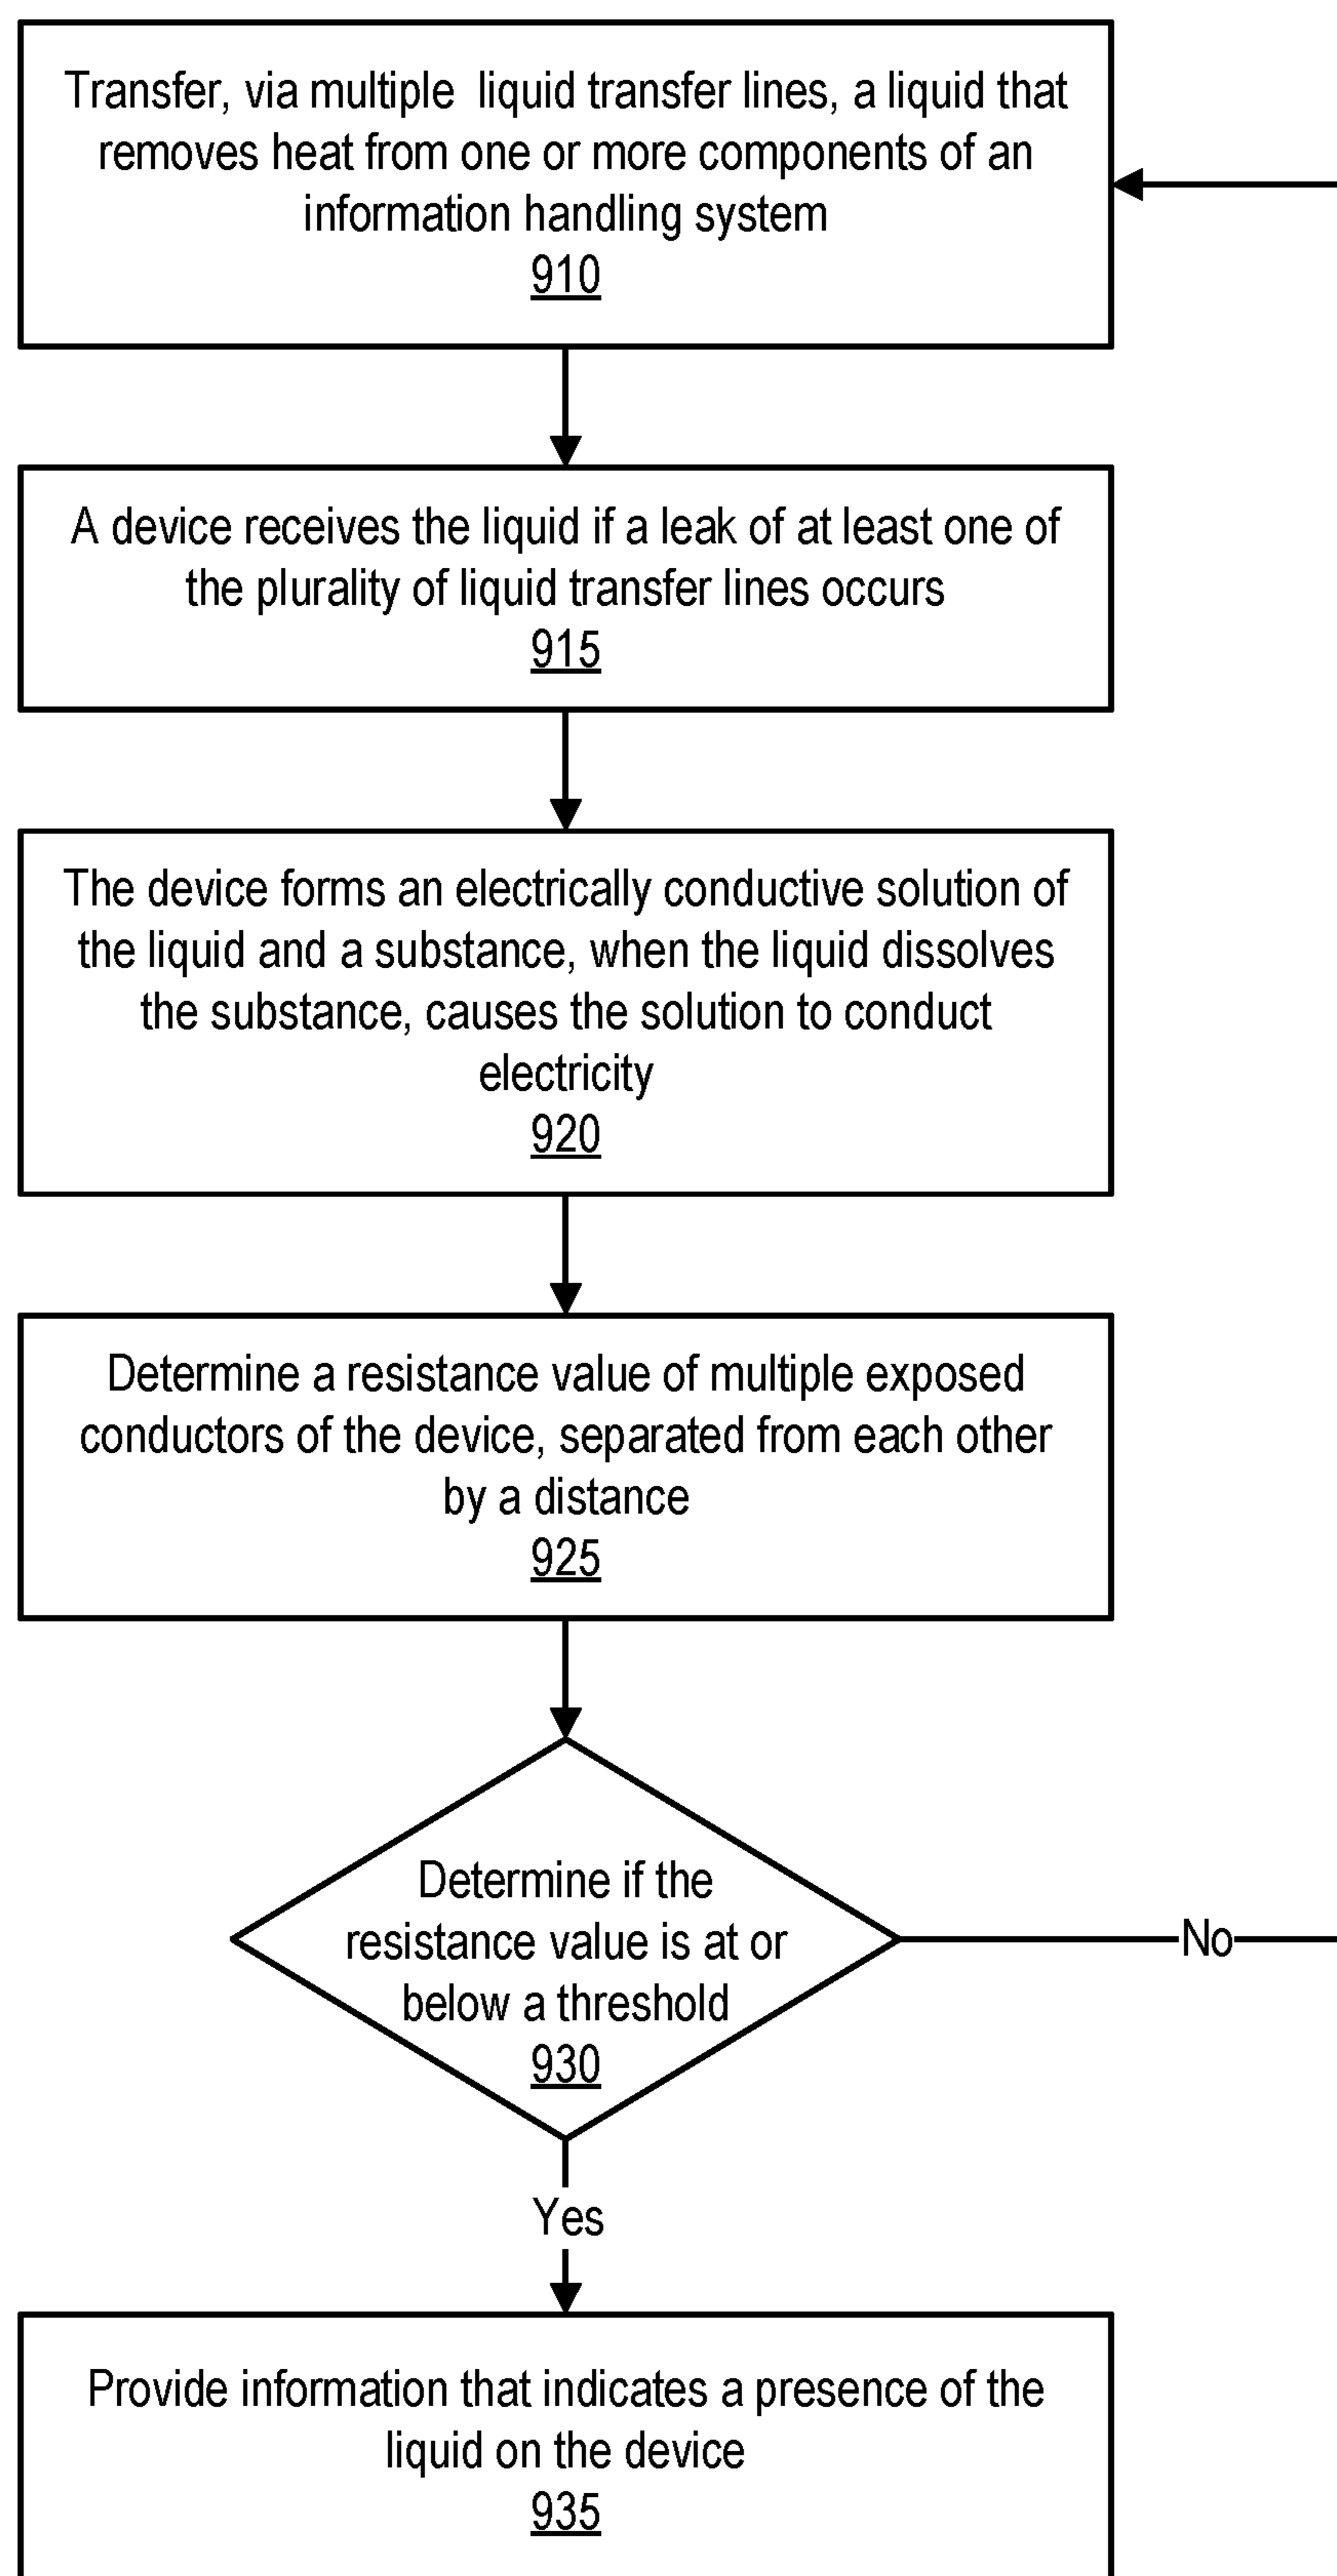 Transfer, via multiple liquid transfer lines, a liquid that
removes heat from one or more components of an
information handling system
910
A device receives the liquid if a leak of at least one of
the plurality of liquid transfer lines occurs
915
The device forms an electrically conductive solution of
the liquid and a substance, when the liquid dissolves
the substance, causes the solution to conduct
electricity
920
Determine a resistance value of multiple exposed
conductors of the device, separated from each other
by a distance
925
Determine if the
resistance value is at or
below a threshold
930
No
Yes
Provide information that indicates a presence of the
liquid on the device
935